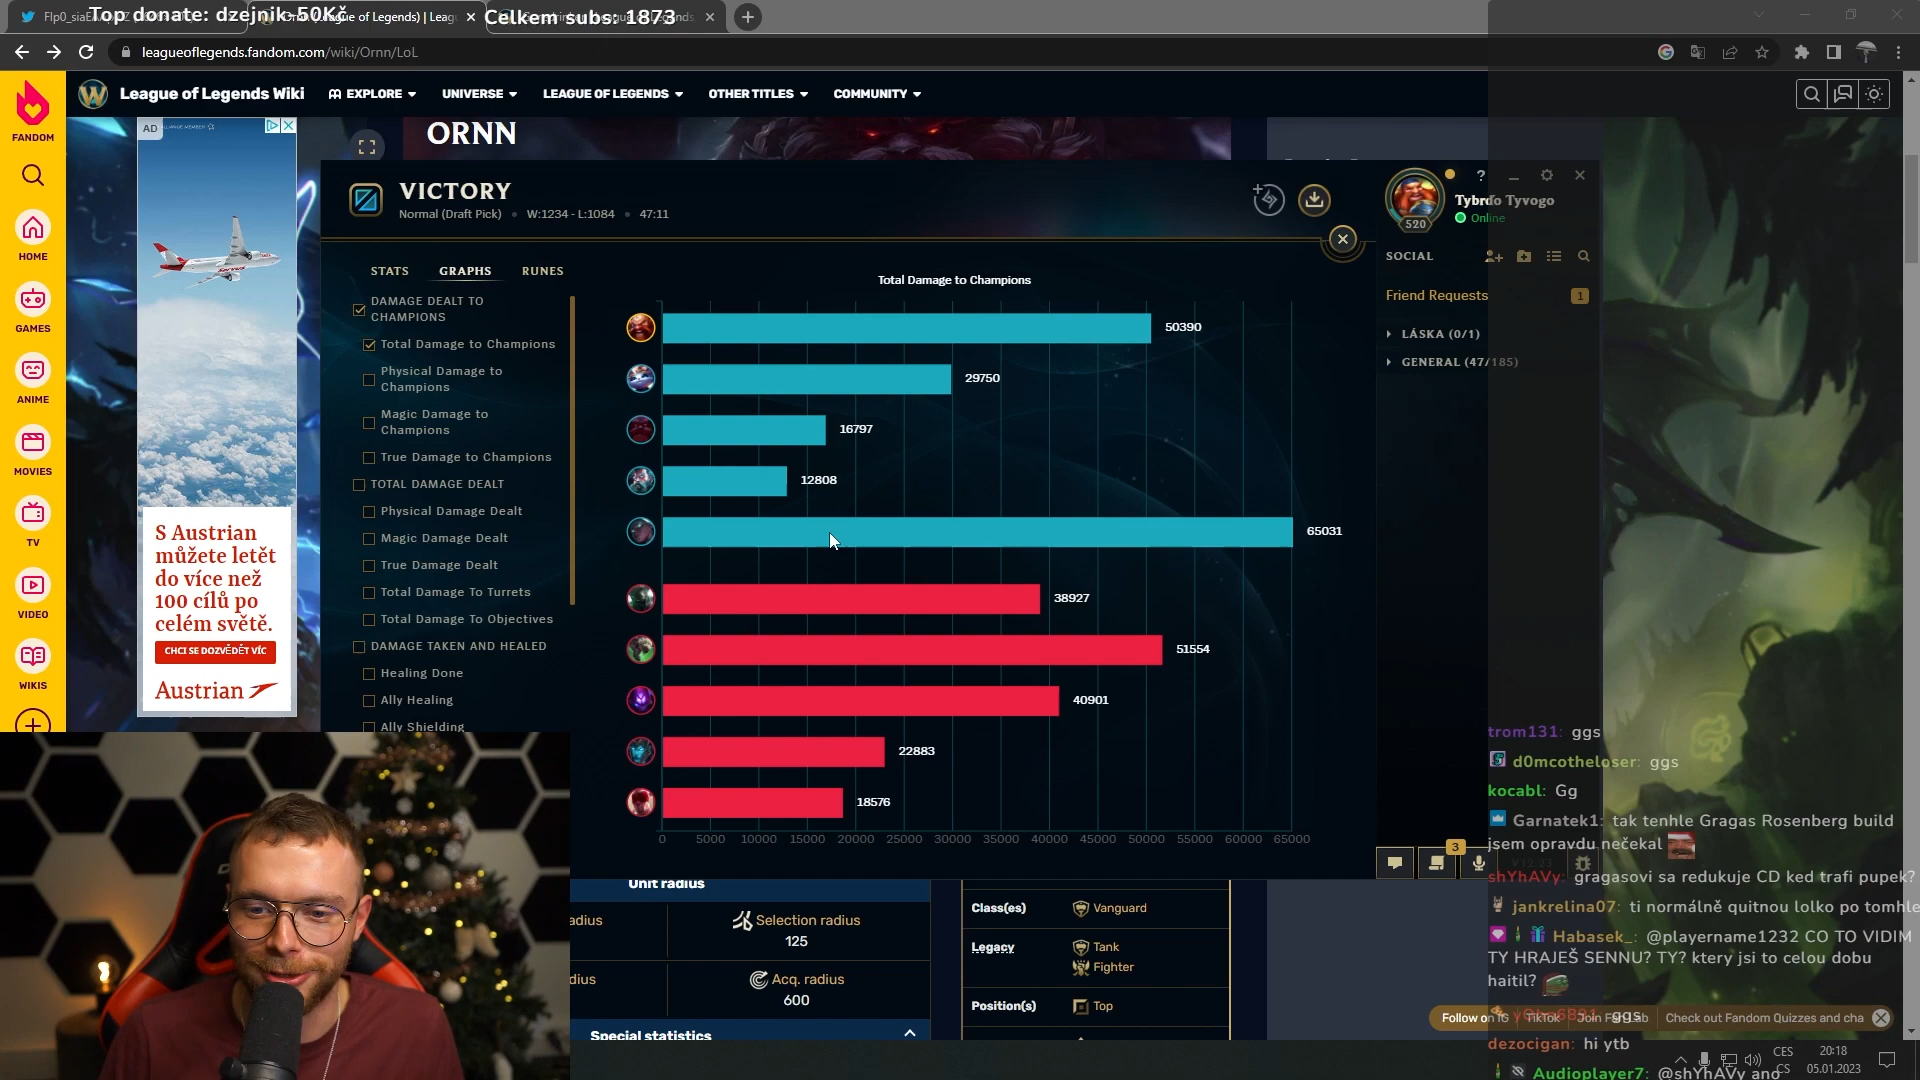 Top donate: dzejnik-50Kč
Celkem subs: 1873
leagueoflegends.fandom.com/wiki/Ornn/LoL
FANDOM
League of Legends Wiki
EXPLORE
UNIVERSE
LEAGUE OF LEGENDS
OTHER TITLES
COMMUNITY
AD
ORNN
HOME
GAMES
ANIME
MOVIES
TV
VIDEO
WIKIS
S Austrian
můžete letět
do více než
100 cílů po
celém světě.
CHCI SE DOZVĚDĚT VÍC
Austrian
VICTORY
Normal (Draft Pick) • W:1234 - L:1084 • 47:11
STATS
GRAPHS
RUNES
DAMAGE DEALT TO
CHAMPIONS
Total Damage to Champions
Physical Damage to
Champions
Magic Damage to
Champions
True Damage to Champions
TOTAL DAMAGE DEALT
Physical Damage Dealt
Magic Damage Dealt
True Damage Dealt
Total Damage To Turrets
Total Damage To Objectives
DAMAGE TAKEN AND HEALED
Healing Done
Ally Healing
Ally Shielding
Total Damage to Champions
50390
29750
16797
12808
65031
38927
51554
40901
22883
18576
0 5000 10000 15000 20000 25000 30000 35000 40000 45000 50000 55000 60000 65000
520
Online
SOCIAL
Friend Requests
1
LÁSKA (0/1)
GENERAL (47/185)
3
Unit radius
adius
Selection radius
125
dius
Acq. radius
600
Special statistics
Class(es)
Vanguard
Legacy
Tank
Fighter
Position(s)
Top
trom131: ggs
d0mcotheloser: ggs
kocabl: Gg
Garnatek1: tak tenhle Gragas Rosenberg build
jsem opravdu nečekal
shYhAVy: gragasovi sa redukuje CD ked trafi pupek?
jankrelina07: ti normálně quitnou lolko po tomhle
Habasek_: @playername1232 CO TO VIDIM
TY HRAJEŠ SENNU? TY? ktery jsi to celou dobu
haitil?
ggs
Follow on IG
TikTok
Check out Fandom Quizzes and cha
dezocigan: hi ytb
Audioplayer7: @shYhAVy ano
CES
CS
20:18
05.01.2023